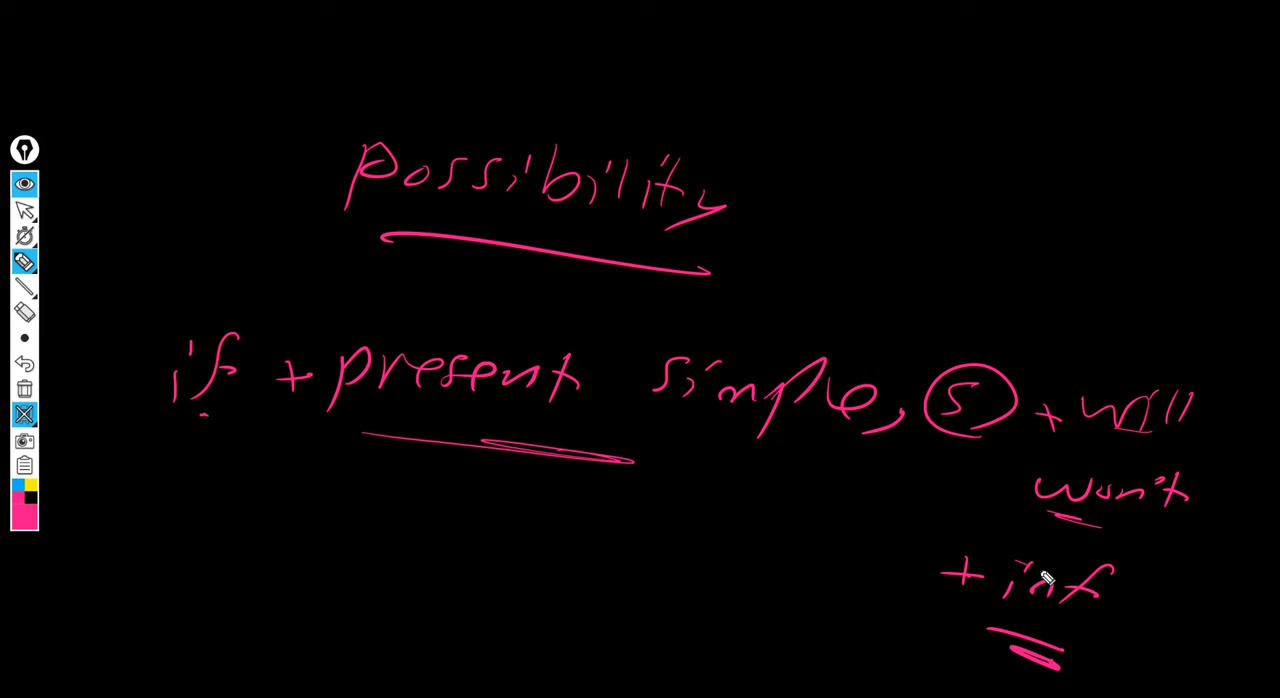 possibility
if + present simple, S + will
won't
+ inf